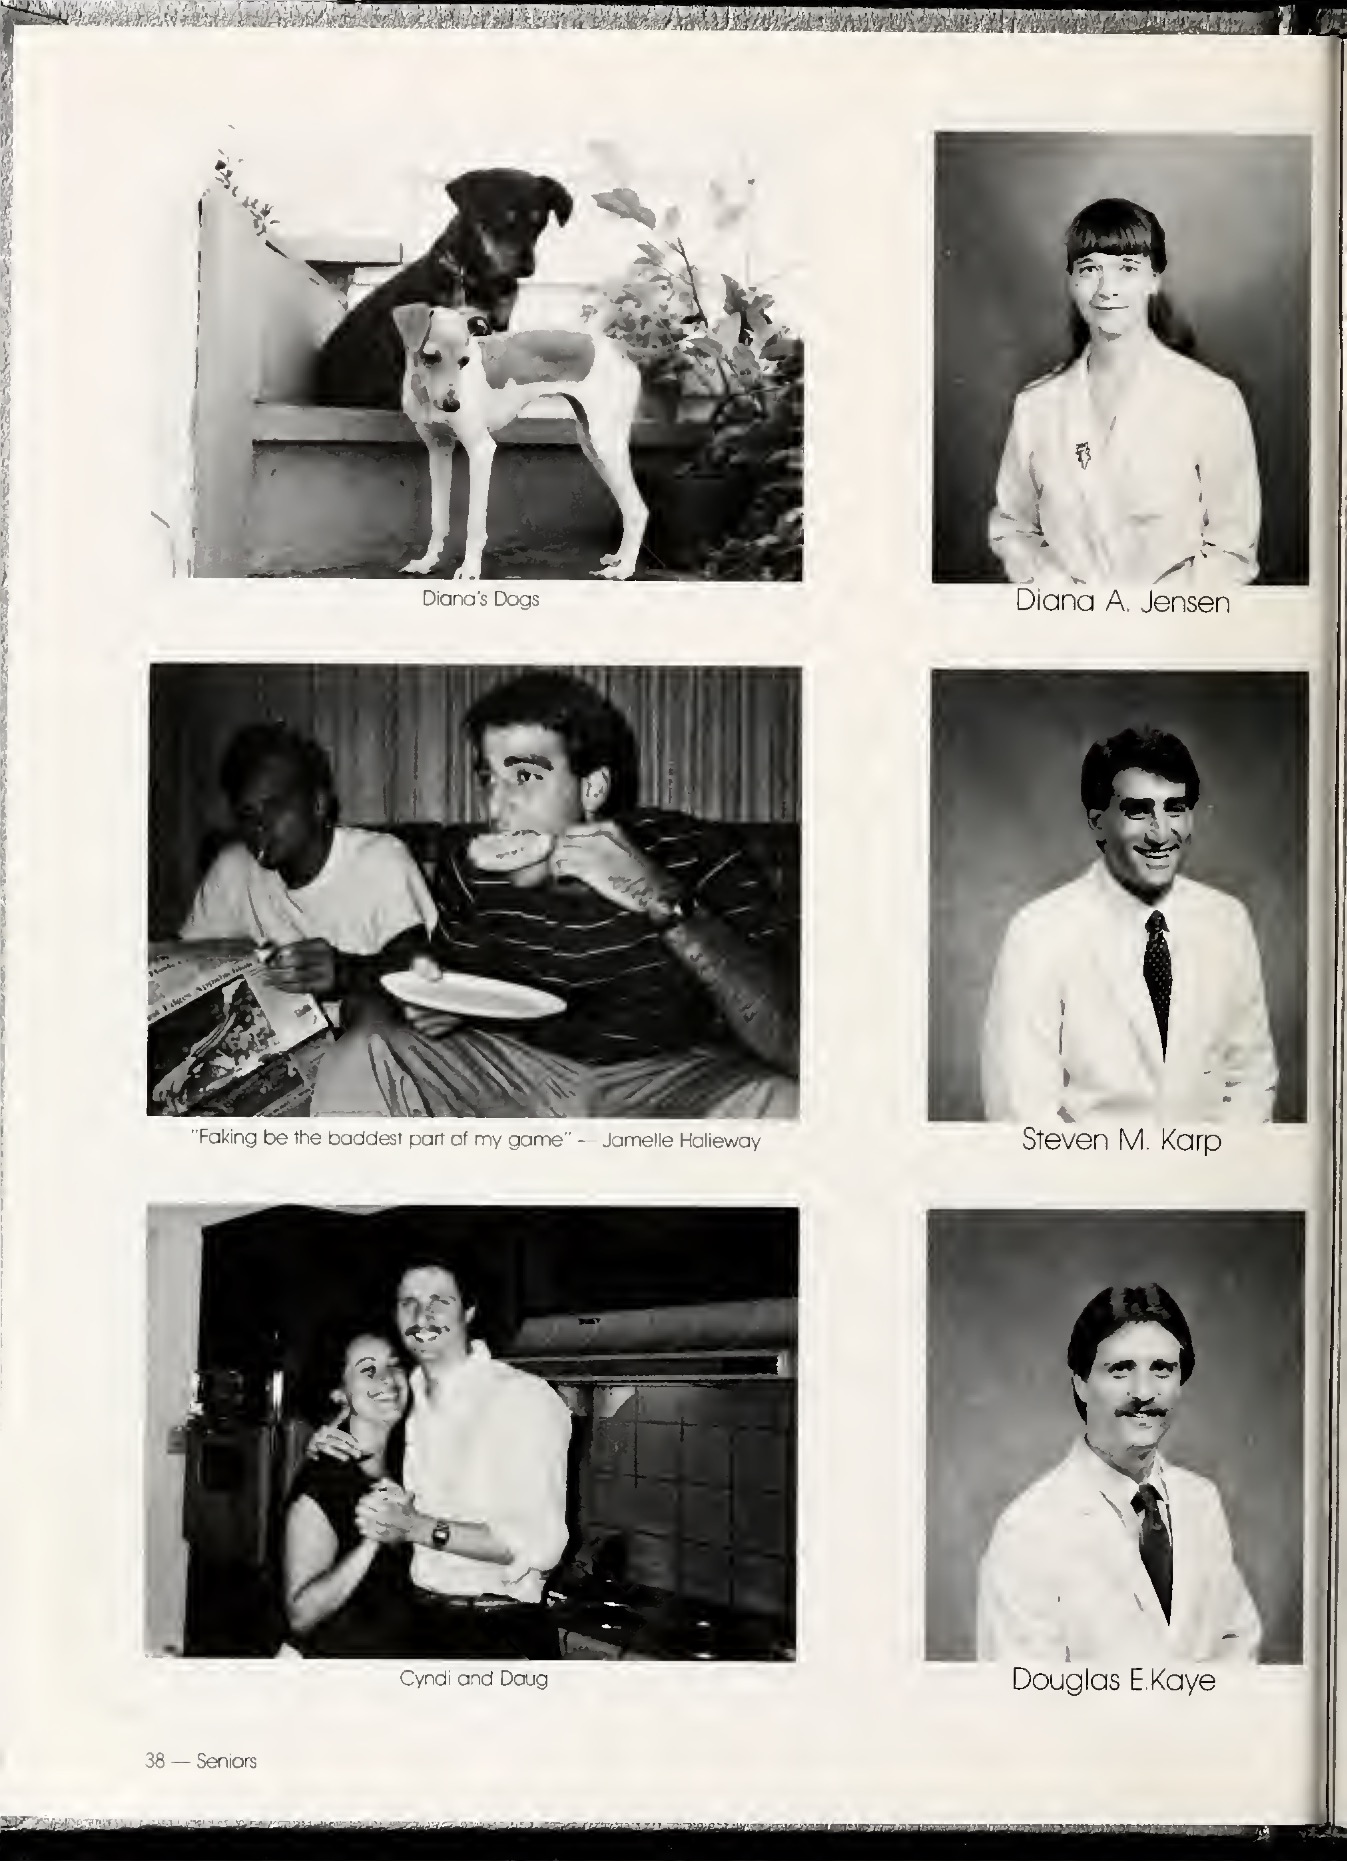 Diana's Dogs
Diana A. Jensen
"Faking be the baddest part of my game" — Jamelle Halieway
Steven M. Karp
Cyndi and Doug
Douglas E.Kaye
38 — Seniors